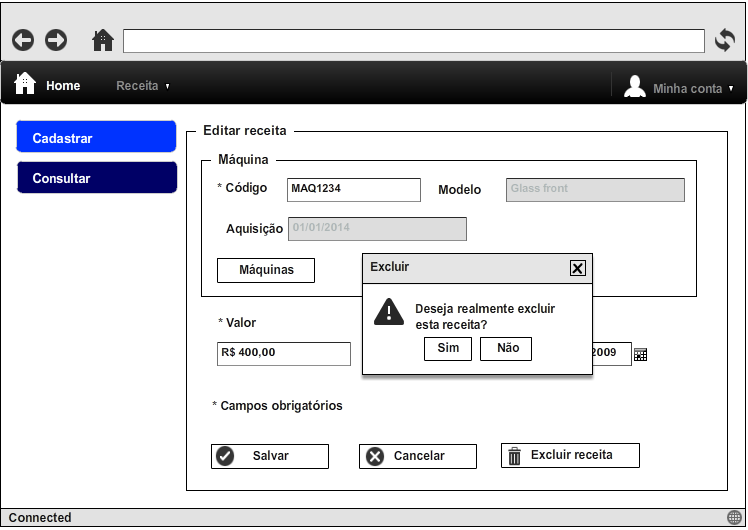 Home
Receita
Minha conta
Cadastrar
Consultar
Editar receita
Máquina
* Código
MAQ1234
Modelo
Glass front
Aquisição
01/01/2014
Máquinas
Excluir
Deseja realmente excluir
esta receita?
Sim
Não
* Valor
R$ 400,00
2009
* Campos obrigatórios
Salvar
Cancelar
Excluir receita
Connected